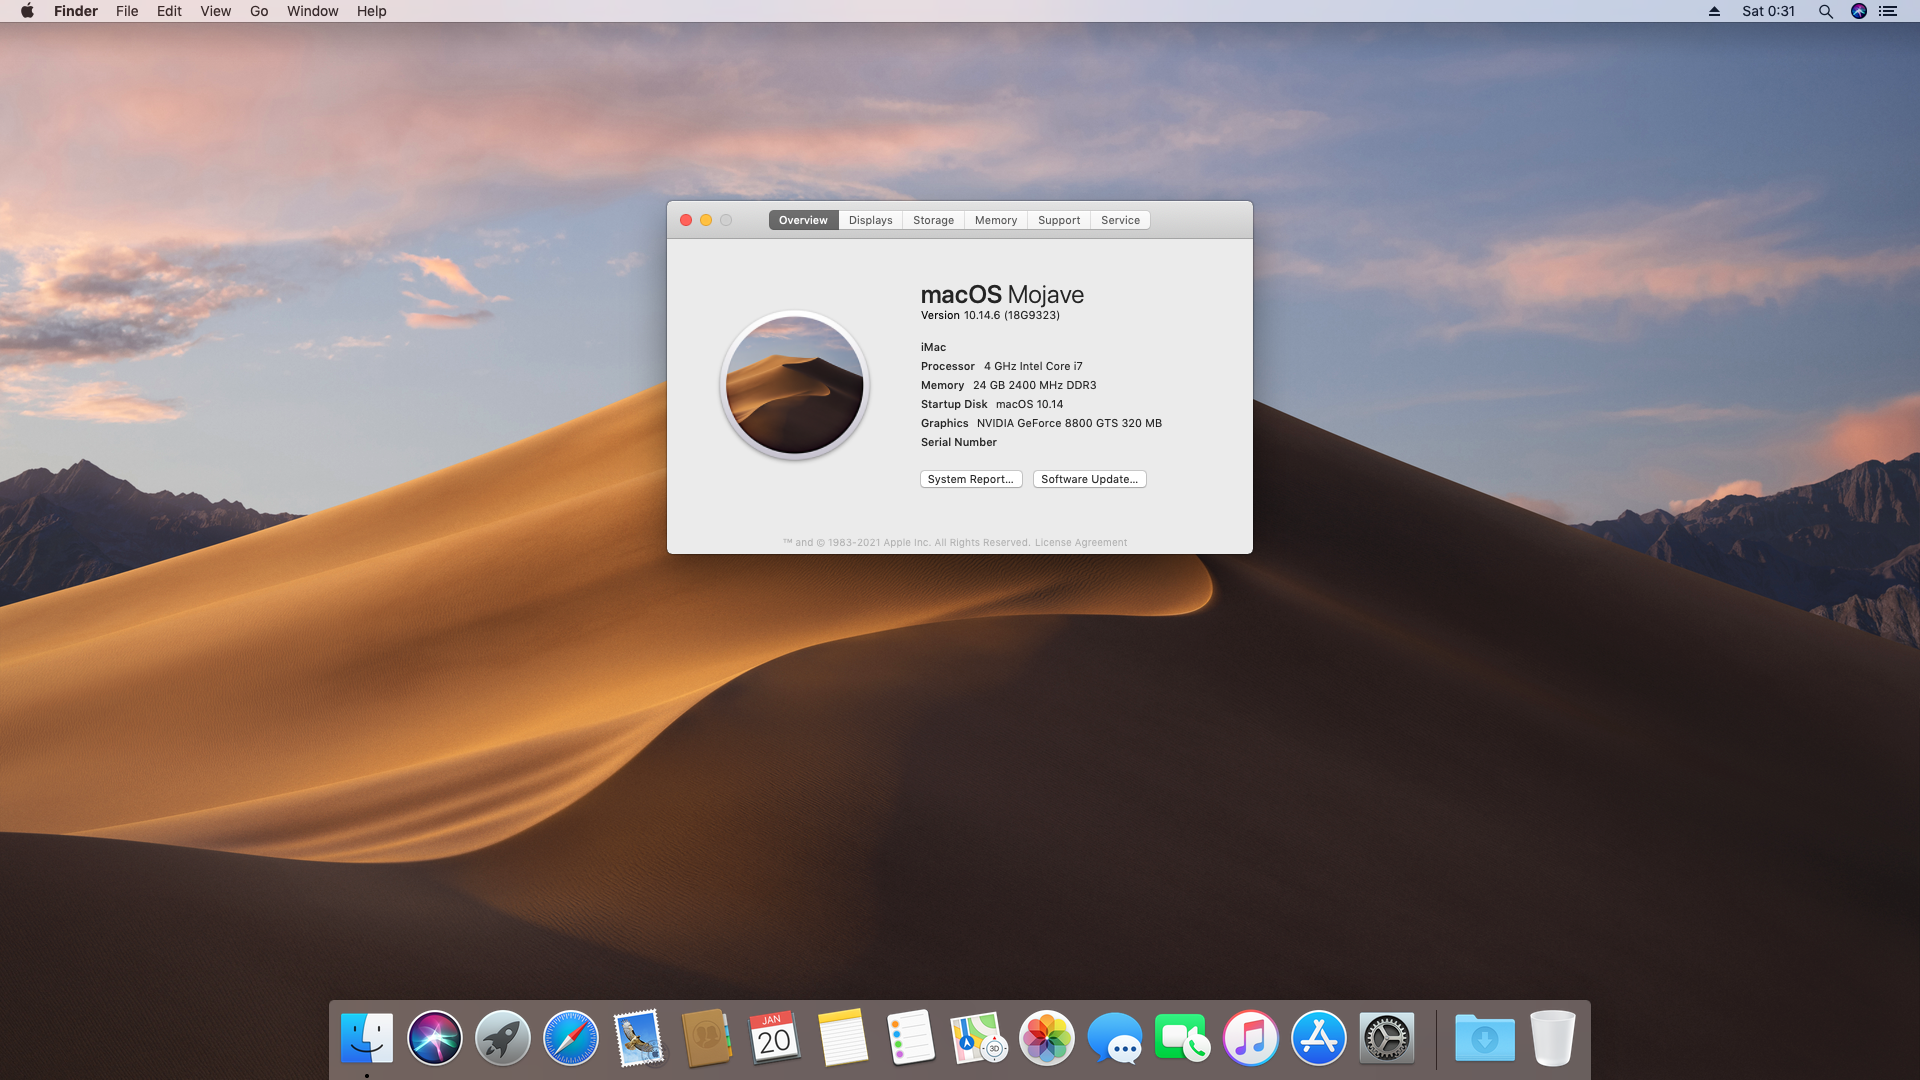 Finder File Edit View Go Window Help Sat 0:31
Overview Displays Storage Memory Support Service
macOS Mojave
Version 10.14.6 (18G9323)
iMac
Processor 4 GHz Intel Core i7
Memory 24 GB 2400 MHz DDR3
Startup Disk macOS 10.14
Graphics NVIDIA GeForce 8800 GTS 320 MB
Serial Number
System Report... Software Update...
™ and © 1983-2021 Apple Inc. All Rights Reserved. License Agreement
JAN
20
3D